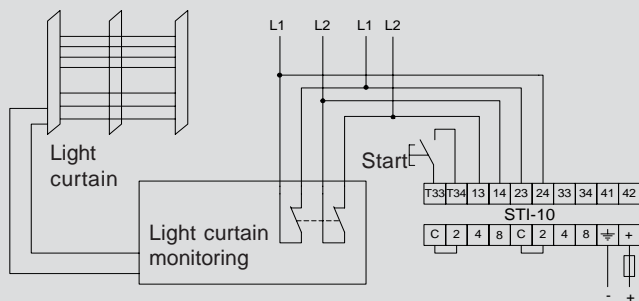 L1 L2 L1 L2
Light
curtain
Start
T33 T34 13 14 23 24 33 34 41 42
STI-10
C 2 4 8 C 2 4 8 +
Light curtain
monitoring
- +